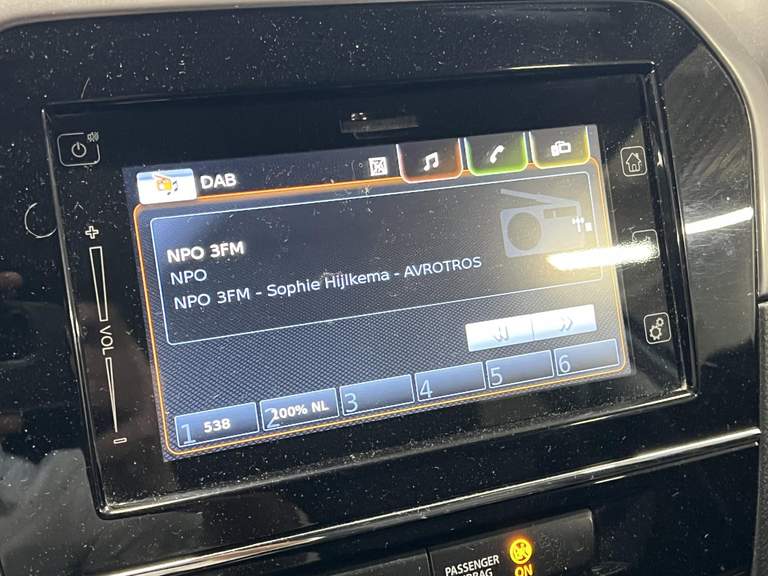 DAB
NPO 3FM
NPO
NPO 3FM - Sophie Hijlkema - AVROTROS
+
VOL
-
1 538
2 100% NL
3
4
5
6
PASSENGER
AIRBAG
ON